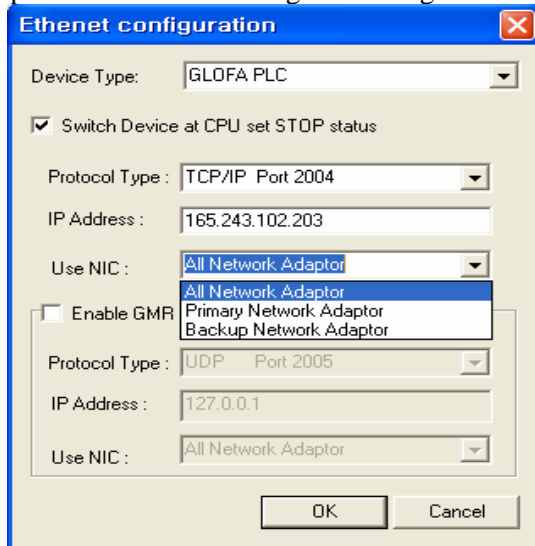 Ethenet configuration
Device Type: GLOFA PLC
Switch Device at CPU set STOP status
Protocol Type : TCP/IP Port 2004
IP Address : 165.243.102.203
Use NIC : All Network Adaptor
All Network Adaptor
Enable GMR Primary Network Adaptor
Backup Network Adaptor
Protocol Type : UDP Port 2005
IP Address : 127.0.0.1
Use NIC : All Network Adaptor
OK Cancel